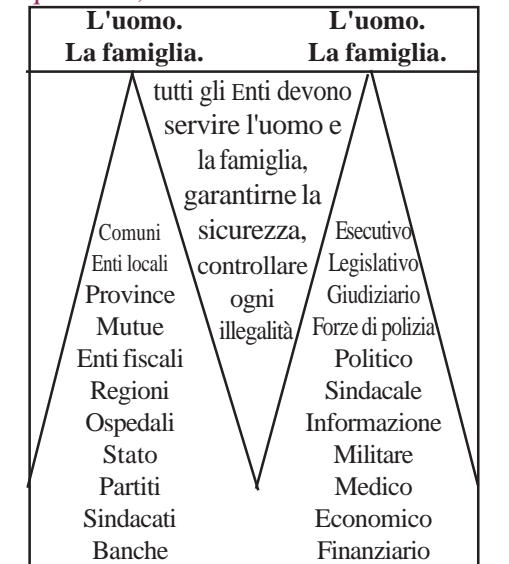 L'uomo.
La famiglia.
L'uomo.
La famiglia.
tutti gli Enti devono
servire l'uomo e
la famiglia,
garantirne la
sicurezza,
controllare
ogni
illegalità
Comuni
Enti locali
Province
Mutue
Enti fiscali
Regioni
Ospedali
Stato
Partiti
Sindacati
Banche
Esecutivo
Legislativo
Giudiziario
Forze di polizia
Politico
Sindacale
Informazione
Militare
Medico
Economico
Finanziario